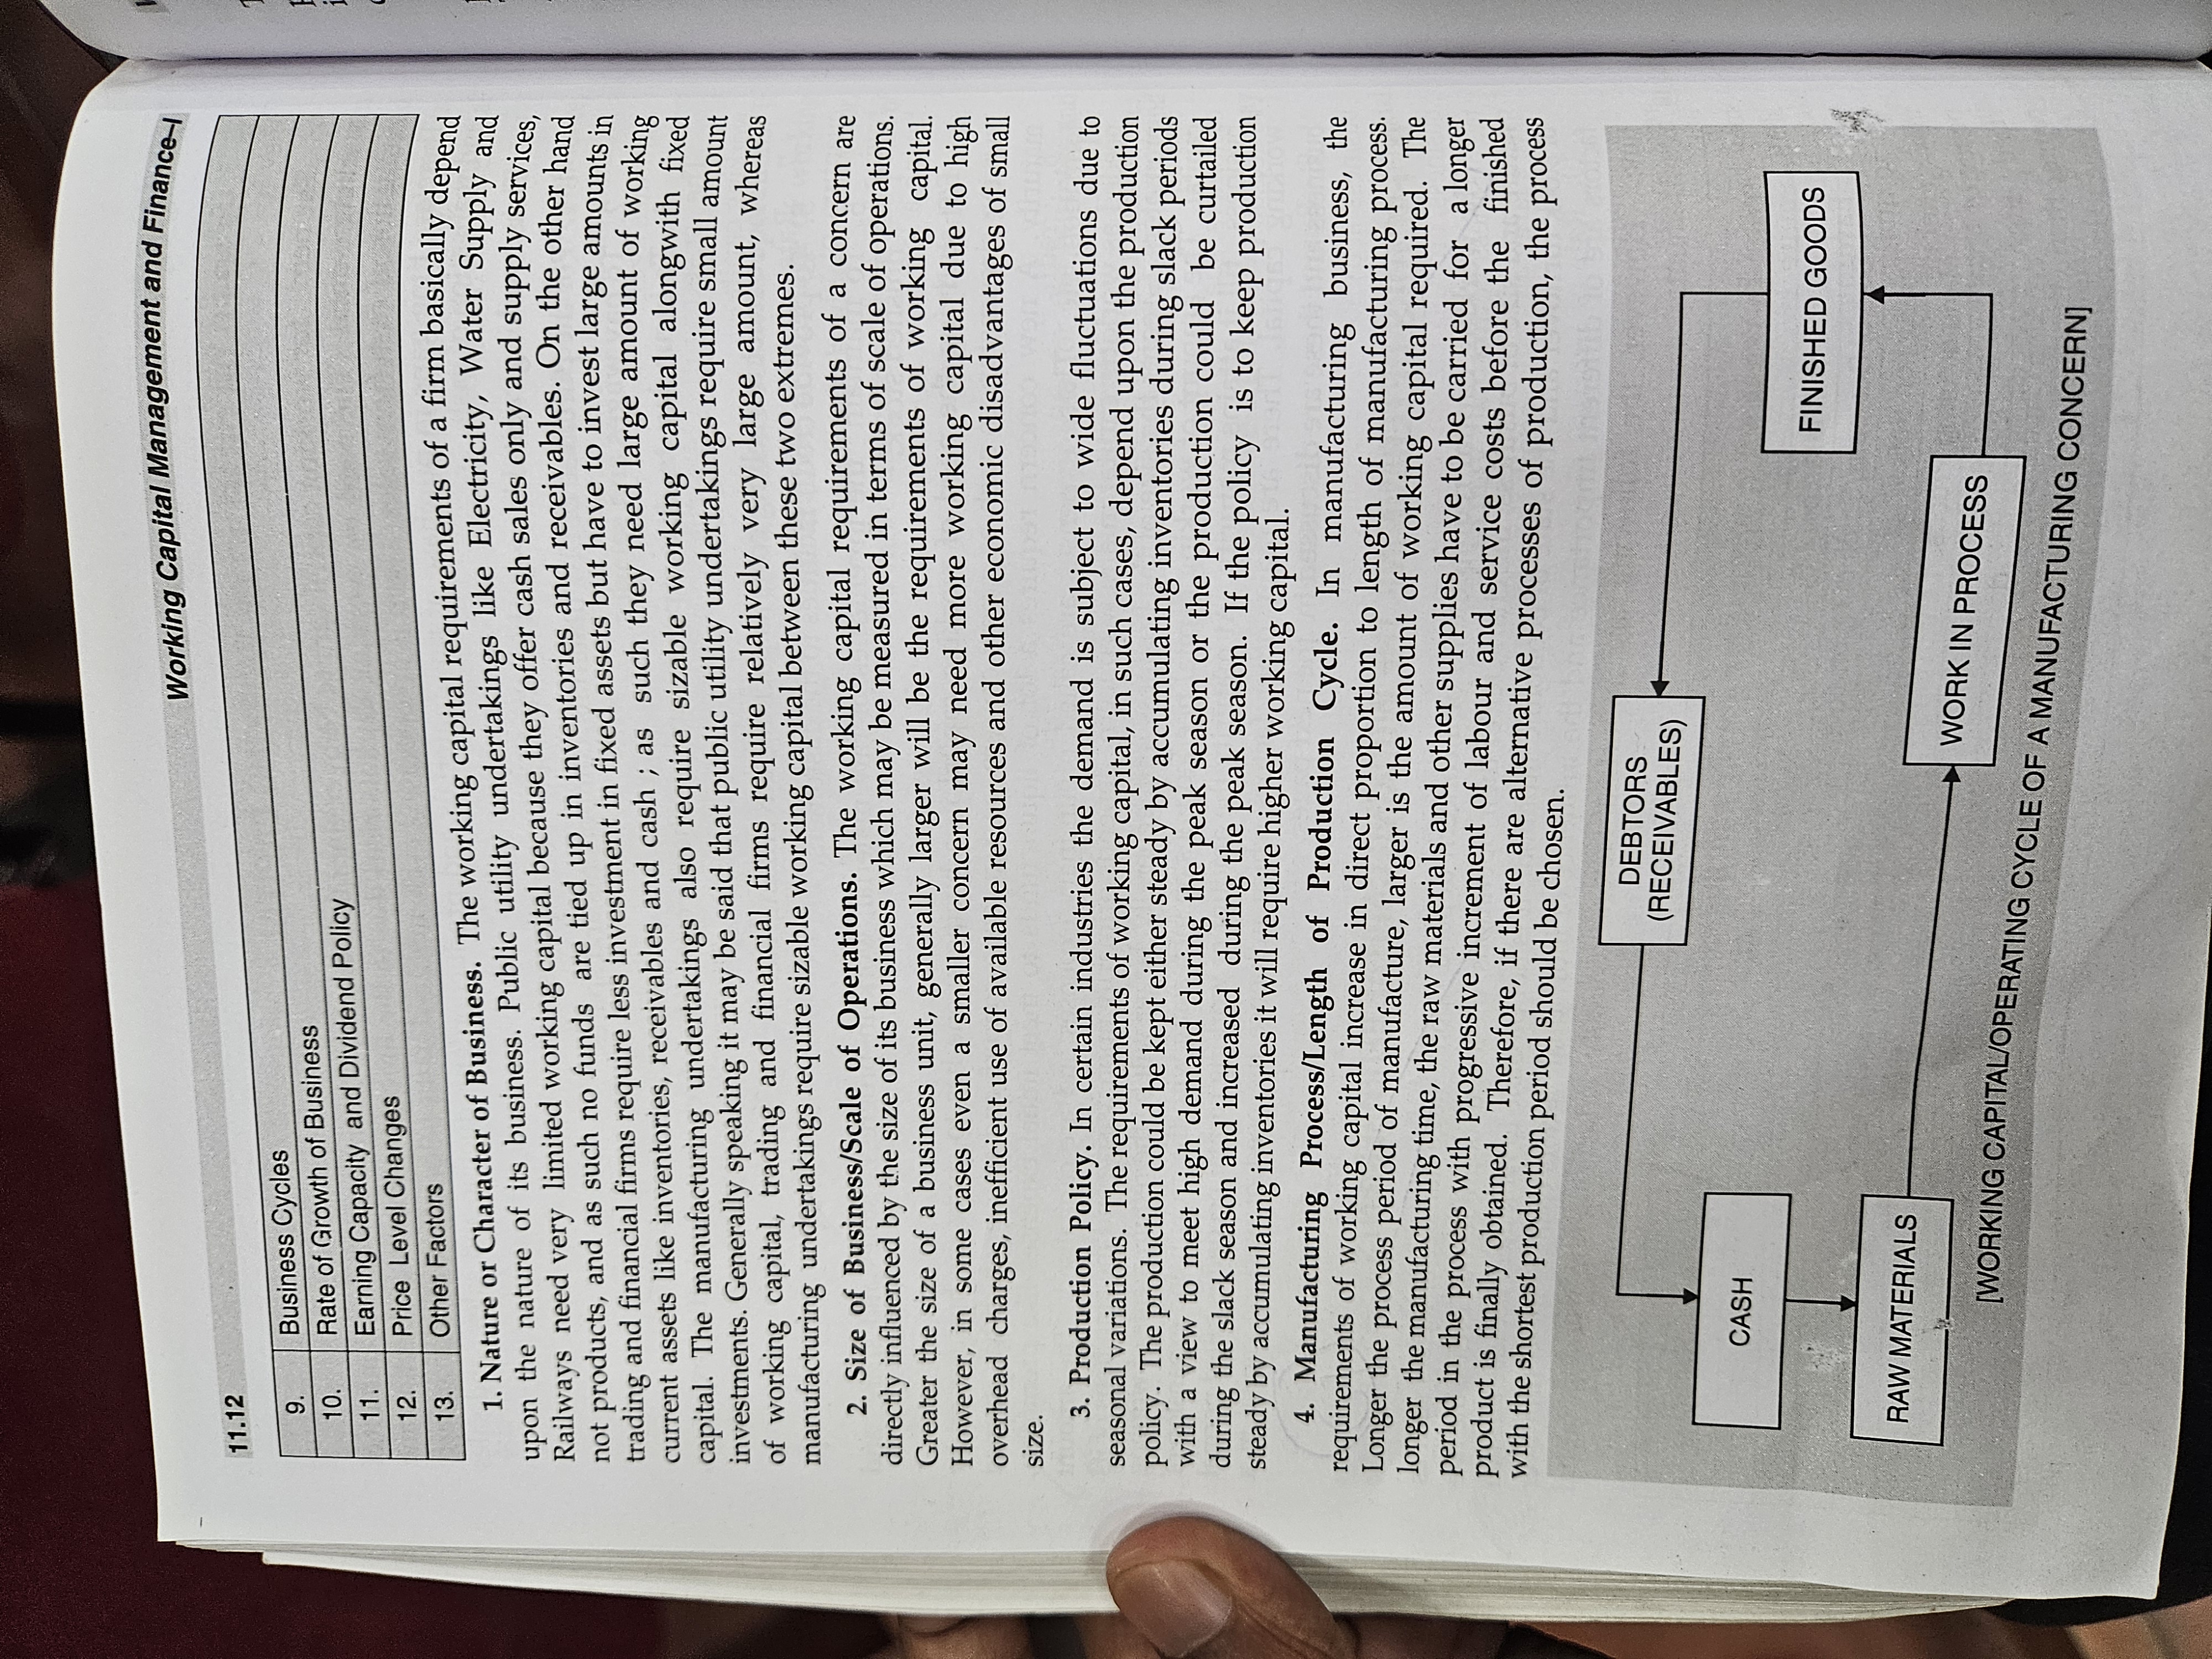 Working Capital Management and Finance–I
11.12
9. Business Cycles
10. Rate of Growth of Business
11. Earning Capacity and Dividend Policy
12. Price Level Changes
13. Other Factors
1. Nature or Character of Business. The working capital requirements of a firm basically depend
upon the nature of its business. Public utility undertakings like Electricity, Water Supply and
Railways need very limited working capital because they offer cash sales only and supply services,
not products, and as such no funds are tied up in inventories and receivables. On the other hand
trading and financial firms require less investment in fixed assets but have to invest large amounts in
current assets like inventories, receivables and cash ; as such they need large amount of working
capital. The manufacturing undertakings also require sizable working capital alongwith fixed
investments. Generally speaking it may be said that public utility undertakings require small amount
of working capital, trading and financial firms require relatively very large amount, whereas
manufacturing undertakings require sizable working capital between these two extremes.
2. Size of Business/Scale of Operations. The working capital requirements of a concern are
directly influenced by the size of its business which may be measured in terms of scale of operations.
Greater the size of a business unit, generally larger will be the requirements of working capital.
However, in some cases even a smaller concern may need more working capital due to high
overhead charges, inefficient use of available resources and other economic disadvantages of small
size.
3. Production Policy. In certain industries the demand is subject to wide fluctuations due to
seasonal variations. The requirements of working capital, in such cases, depend upon the production
policy. The production could be kept either steady by accumulating inventories during slack periods
with a view to meet high demand during the peak season or the production could be curtailed
during the slack season and increased during the peak season. If the policy is to keep production
steady by accumulating inventories it will require higher working capital.
4. Manufacturing Process/Length of Production Cycle. In manufacturing business, the
requirements of working capital increase in direct proportion to length of manufacturing process.
Longer the process period of manufacture, larger is the amount of working capital required. The
longer the manufacturing time, the raw materials and other supplies have to be carried for a longer
period in the process with progressive increment of labour and service costs before the finished
product is finally obtained. Therefore, if there are alternative processes of production, the process
with the shortest production period should be chosen.
DEBTORS
(RECEIVABLES)
CASH
FINISHED GOODS
RAW MATERIALS
WORK IN PROCESS
[WORKING CAPITAL/OPERATING CYCLE OF A MANUFACTURING CONCERN]